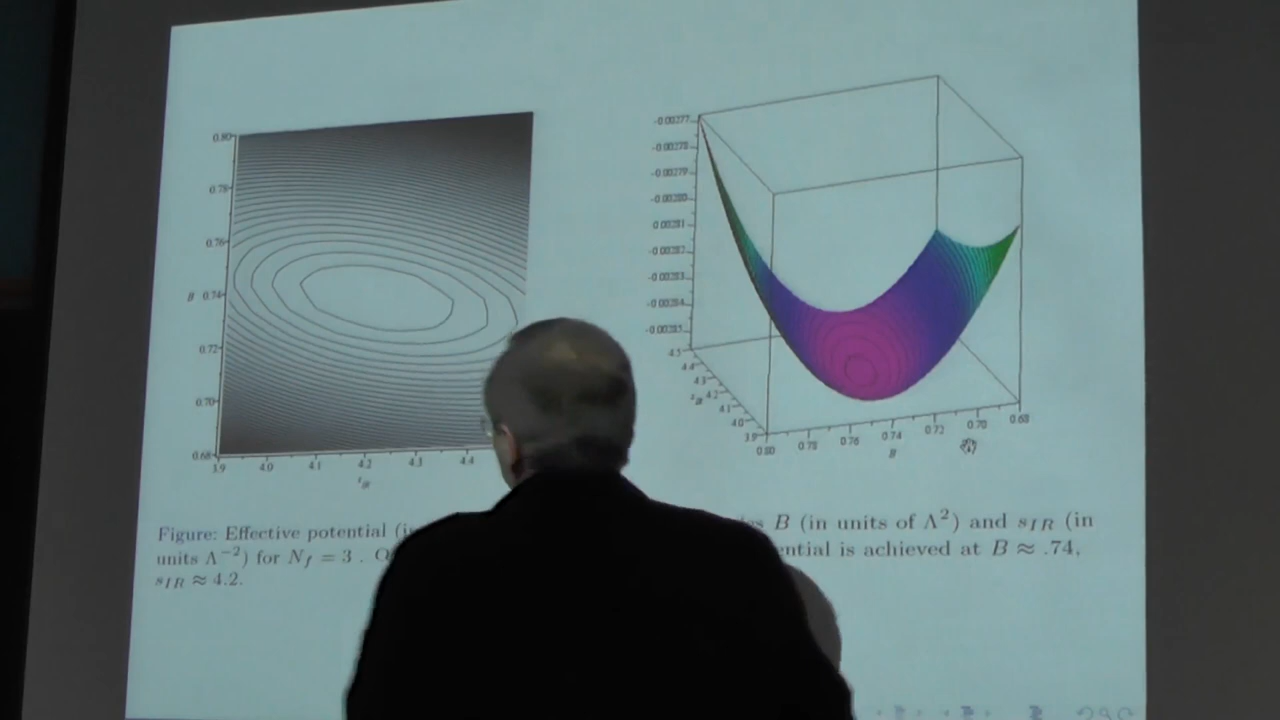 0.80
0.78
0.76
B 0.74
0.72
0.70
0.68
3.9 4.0 4.1 4.2 4.3 4.4
s_IR
-0.00277
-0.00278
-0.00279
-0.00280
0.00281
-0.00282
-0.00283
-0.00284
-0.00285
4.5
4.4
4.3
s_IR 4.2
4.1
4.0
3.9
0.80 0.78 0.76 0.74 0.72 0.70 0.68
B
Figure: Effective potential (i B (in units of Λ²) and s_IR (in
units Λ⁻²) for N_f = 3 . ential is achieved at B ≈ .74,
s_IR ≈ 4.2.